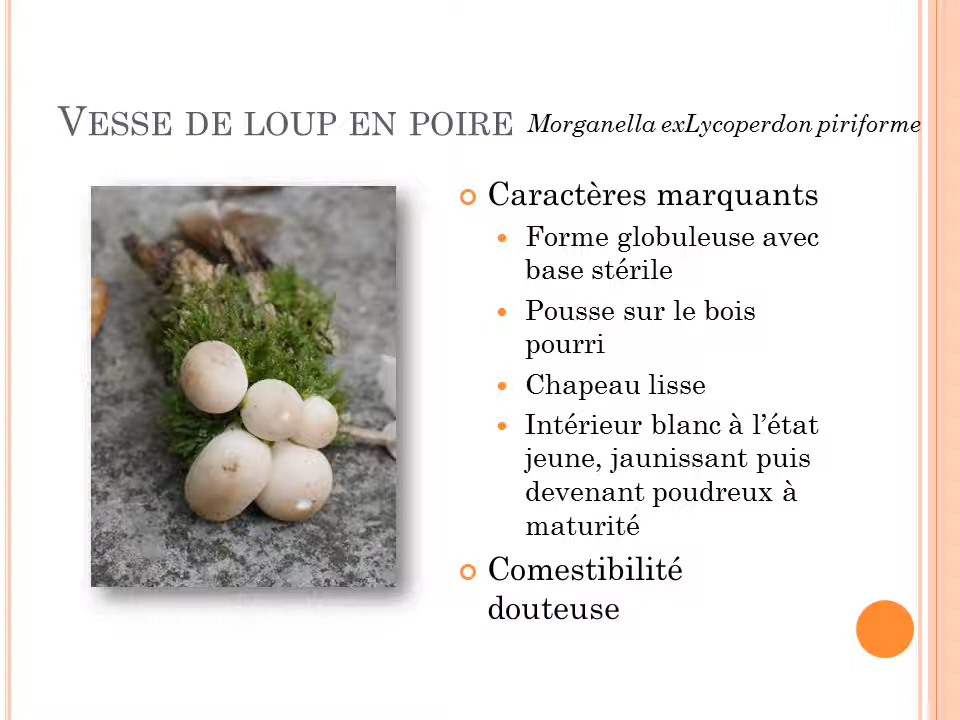 VESSE DE LOUP EN POIRE Morganella exLycoperdon piriforme
Caractères marquants
Forme globuleuse avec
base stérile
Pousse sur le bois
pourri
Chapeau lisse
Intérieur blanc à l’état
jeune, jaunissant puis
devenant poudreux à
maturité
Comestibilité
douteuse